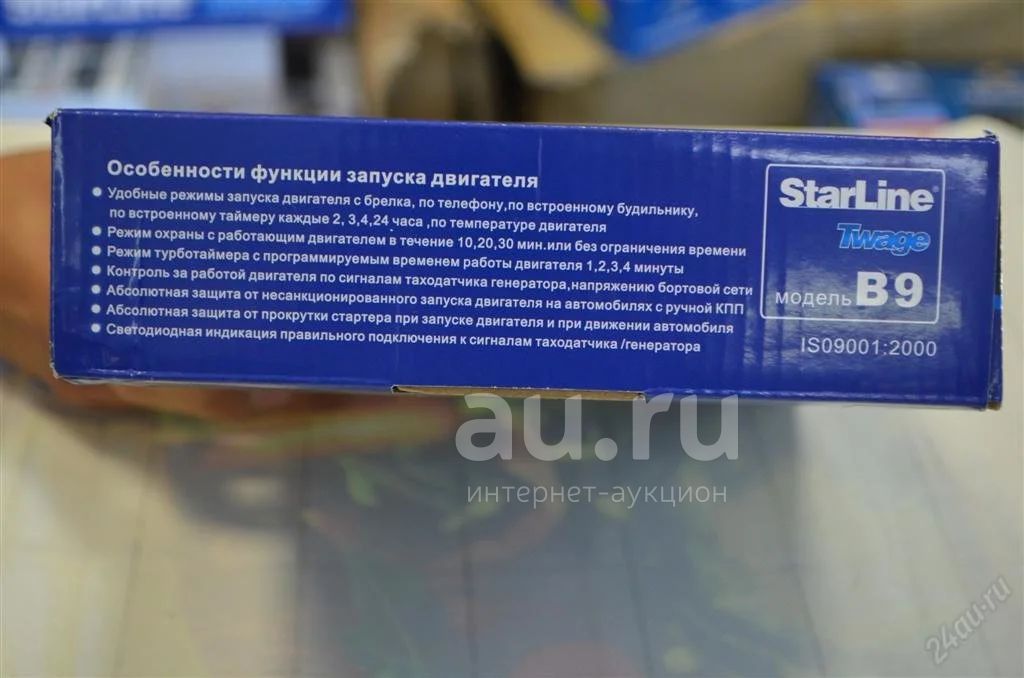 Особенности функции запуска двигателя
• Удобные режимы запуска двигателя с брелка, по телефону,по встроенному будильнику,
по встроенному таймеру каждые 2, 3,4,24 часа ,по температуре двигателя
• Режим охраны с работающим двигателем в течение 10,20,30 мин.или без ограничения времени
• Режим турботаймера с программируемым временем работы двигателя 1,2,3,4 минуты
• Контроль за работой двигателя по сигналам таходатчика генератора,напряжению бортовой сети
• Абсолютная защита от несанкционированного запуска двигателя на автомобилях с ручной КПП
• Абсолютная защита от прокрутки стартера при запуске двигателя и при движении автомобиля
• Светодиодная индикация правильного подключения к сигналам таходатчика /генератора
StarLine®
Twage
модель B9
ISO9001:2000
au.ru
интернет-аукцион
24au.ru